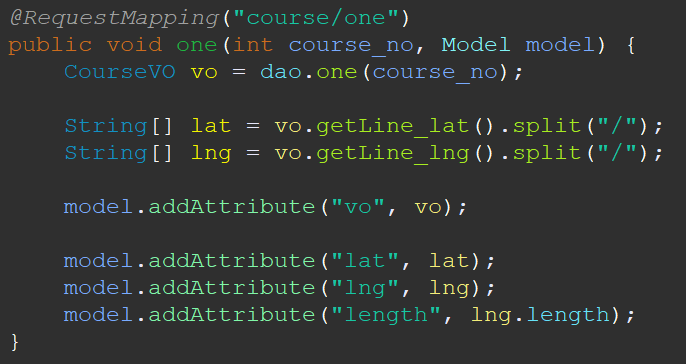 @RequestMapping("course/one")
public void one(int course_no, Model model) {
    CourseVO vo = dao.one(course_no);

    String[] lat = vo.getLine_lat().split("/");
    String[] lng = vo.getLine_lng().split("/");

    model.addAttribute("vo", vo);

    model.addAttribute("lat", lat);
    model.addAttribute("lng", lng);
    model.addAttribute("length", lng.length);
}